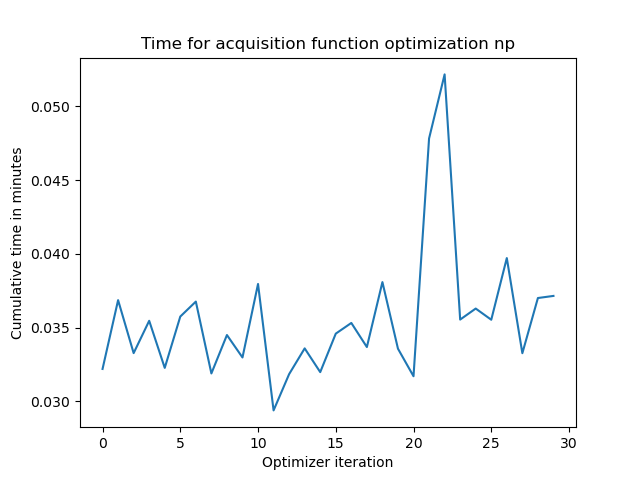 Time for acquisition function optimization np
Cumulative time in minutes
0.050
0.045
0.040
0.035
0.030
0 5 10 15 20 25 30
Optimizer iteration